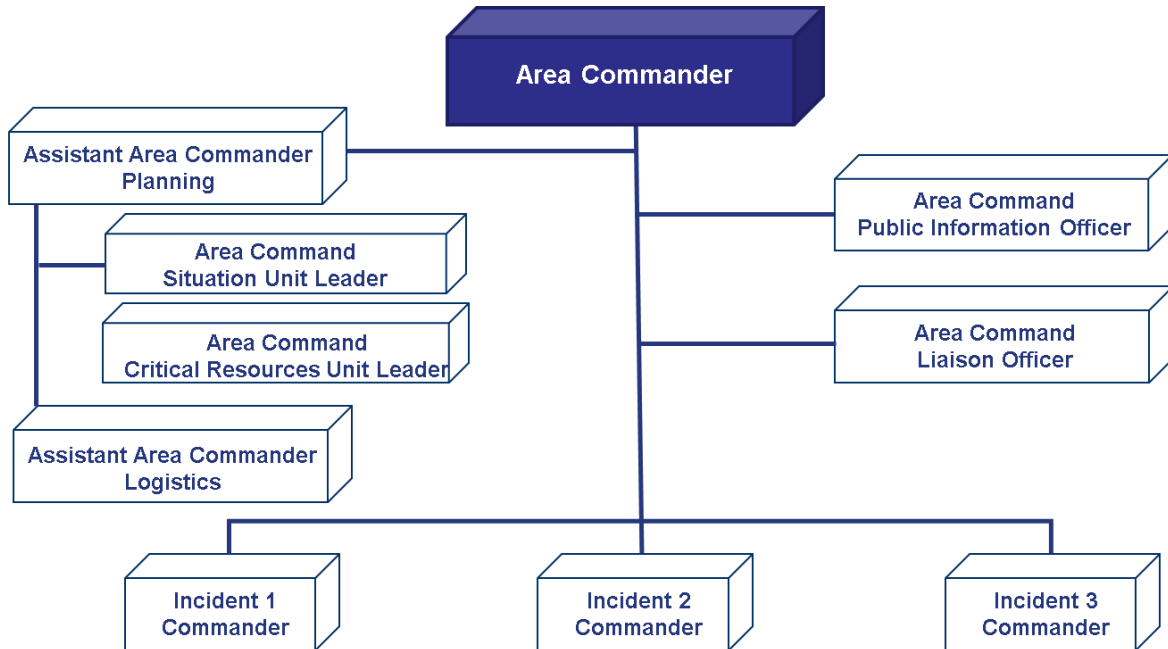 Area Commander
Assistant Area Commander
Planning
Area Command
Public Information Officer
Area Command
Situation Unit Leader
Area Command
Liaison Officer
Area Command
Critical Resources Unit Leader
Assistant Area Commander
Logistics
Incident 1
Commander
Incident 2
Commander
Incident 3
Commander